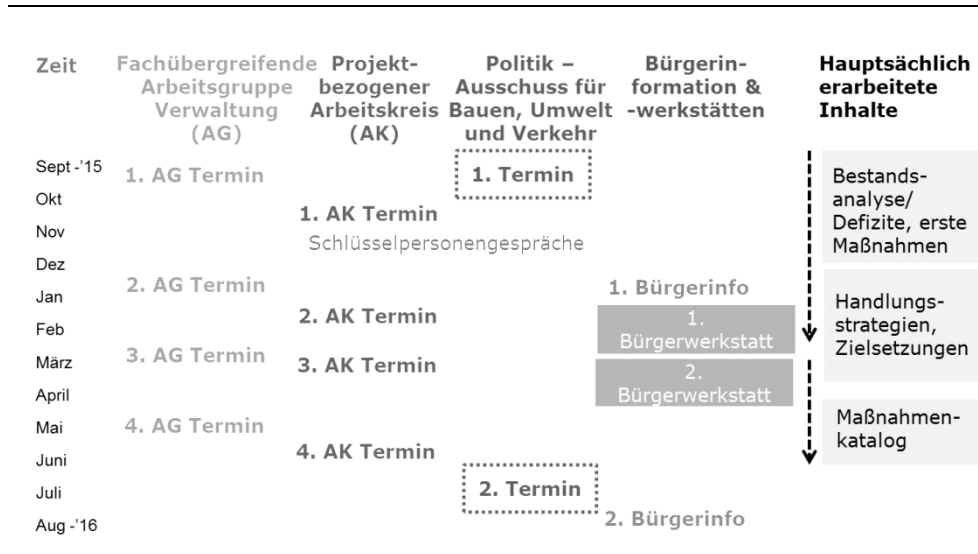 Zeit
Fachübergreifende
Arbeitsgruppe
Verwaltung
(AG)
Projekt-
bezogener
Arbeitskreis
(AK)
Politik –
Ausschuss für
Bauen, Umwelt
und Verkehr
Bürgerin-
formation &
-werkstätten
Hauptsächlich
erarbeitete
Inhalte
Sept -'15
Okt
Nov
Dez
Jan
Feb
März
April
Mai
Juni
Juli
Aug -'16
1. AG Termin
2. AG Termin
3. AG Termin
4. AG Termin
1. AK Termin
Schlüsselpersonengespräche
2. AK Termin
3. AK Termin
4. AK Termin
1. Termin
2. Termin
1. Bürgerinfo
1.
Bürgerwerkstatt
2.
Bürgerwerkstatt
2. Bürgerinfo
Bestands-
analyse/
Defizite, erste
Maßnahmen
Handlungs-
strategien,
Zielsetzungen
Maßnahmen-
katalog